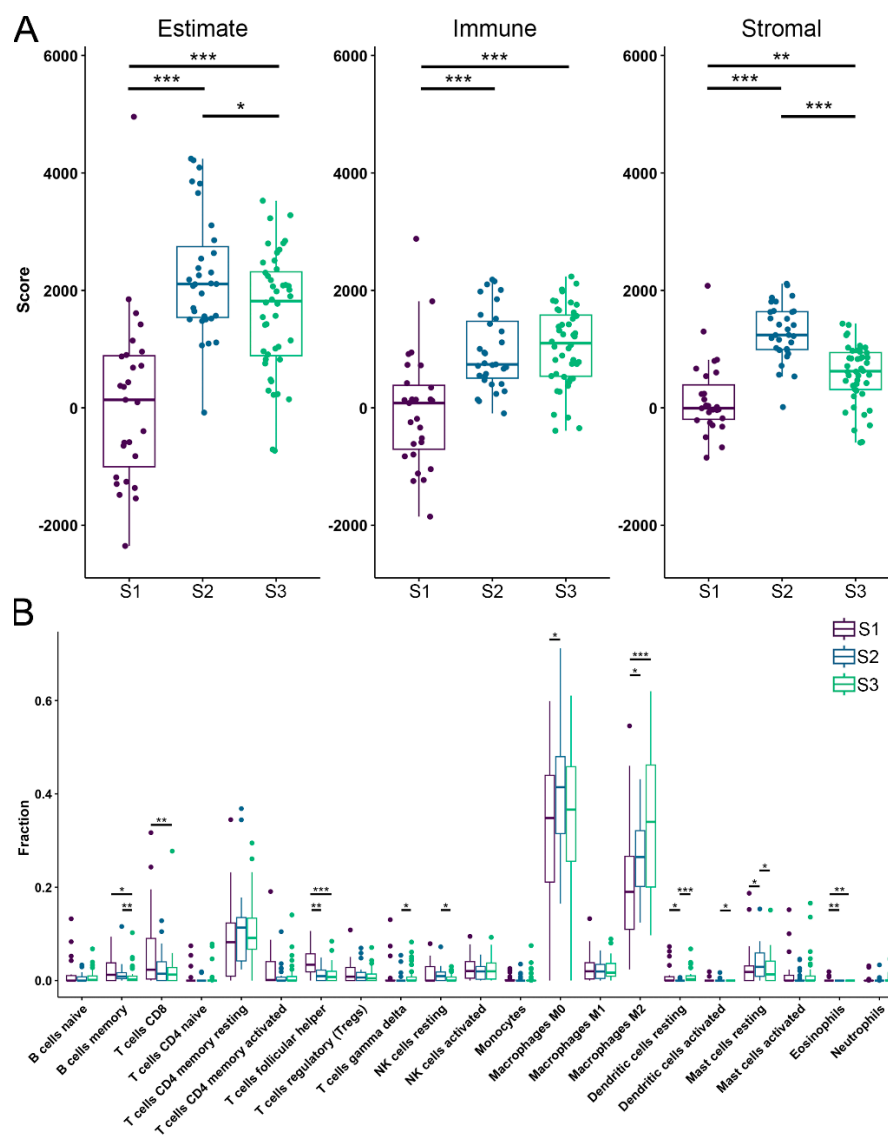 A
Estimate Immune Stromal
6000 6000 6000
*** *** **
*** *** ***
* ***
4000 4000 4000
Score
2000 2000 2000
0 0 0
-2000 -2000 -2000
S1 S2 S3 S1 S2 S3 S1 S2 S3
B
S1
S2
S3
* ***
*
0.6
Fraction
0.4
**
0.2
* *** * * *** * * **
** ** * * **
0.0
B cells naive
B cells memory
T cells CD8
T cells CD4 naive
T cells CD4 memory resting
T cells CD4 memory activated
T cells follicular helper
T cells regulatory (Tregs)
T cells gamma delta
NK cells resting
NK cells activated
Monocytes
Macrophages M0
Macrophages M1
Macrophages M2
Dendritic cells resting
Dendritic cells activated
Mast cells resting
Mast cells activated
Eosinophils
Neutrophils